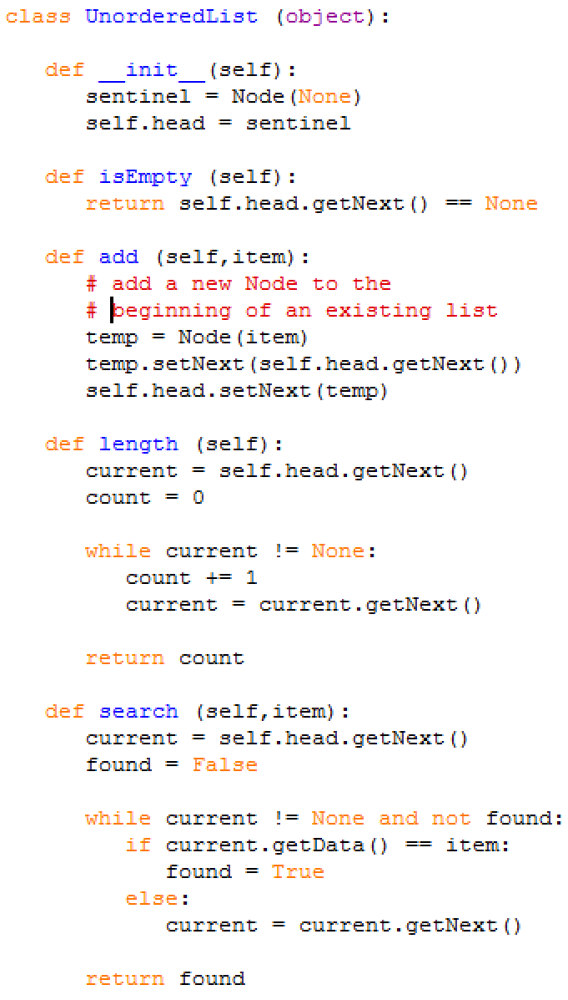 class UnorderedList (object):
def __init__(self):
sentinel = Node(None)
self.head = sentinel
def isEmpty (self):
return self.head.getNext() == None
def add (self,item):
# add a new Node to the
# beginning of an existing list
temp = Node(item)
temp.setNext(self.head.getNext())
self.head.setNext(temp)
def length (self):
current = self.head.getNext()
count = 0
while current != None:
count += 1
current = current.getNext()
return count
def search (self,item):
current = self.head.getNext()
found = False
while current != None and not found:
if current.getData() == item:
found = True
else:
current = current.getNext()
return found